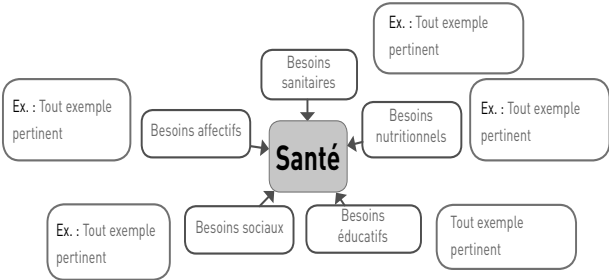 Ex. : Tout exemple
pertinent
Besoins
sanitaires
Ex. : Tout exemple
pertinent
Besoins affectifs
Besoins
nutritionnels
Ex. : Tout exemple
pertinent
Santé
Ex. : Tout exemple
pertinent
Besoins sociaux
Besoins
éducatifs
Tout exemple
pertinent